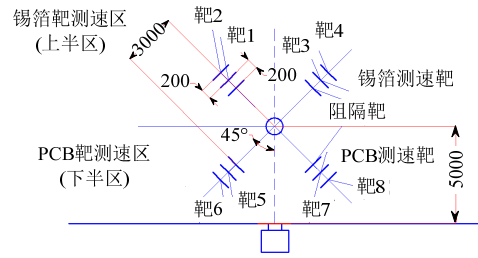 锡箔靶测速区
(上半区)
3000
靶2
靶1
靶3
靶4
200
200
锡箔测速靶
阻隔靶
45°
PCB靶测速区
(下半区)
PCB测速靶
5000
靶6
靶5
靶7
靶8